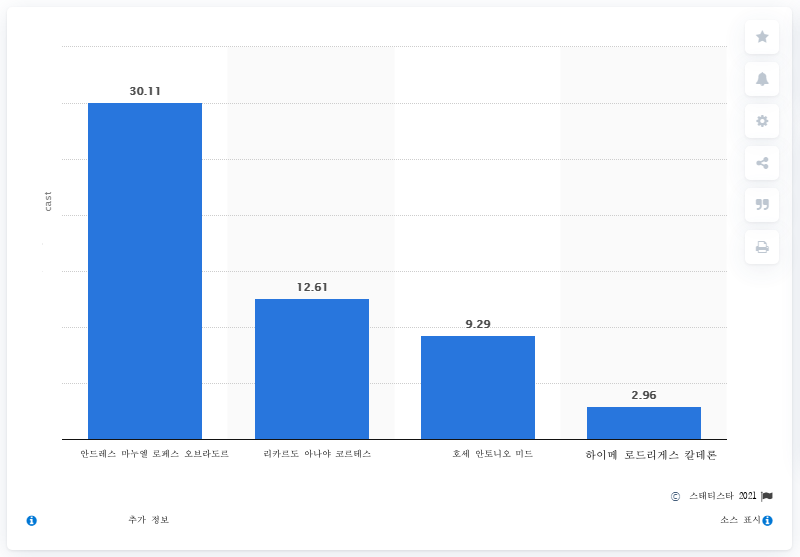 30.11
12.61
9.29
2.96
cast
안드레스 마누엘 로페스 오브라도르
리카르도 아나야 코르테스
호세 안토니오 미드
하이메 로드리게스 칼데론
© 스태티스타 2021
추가 정보
소스 표시